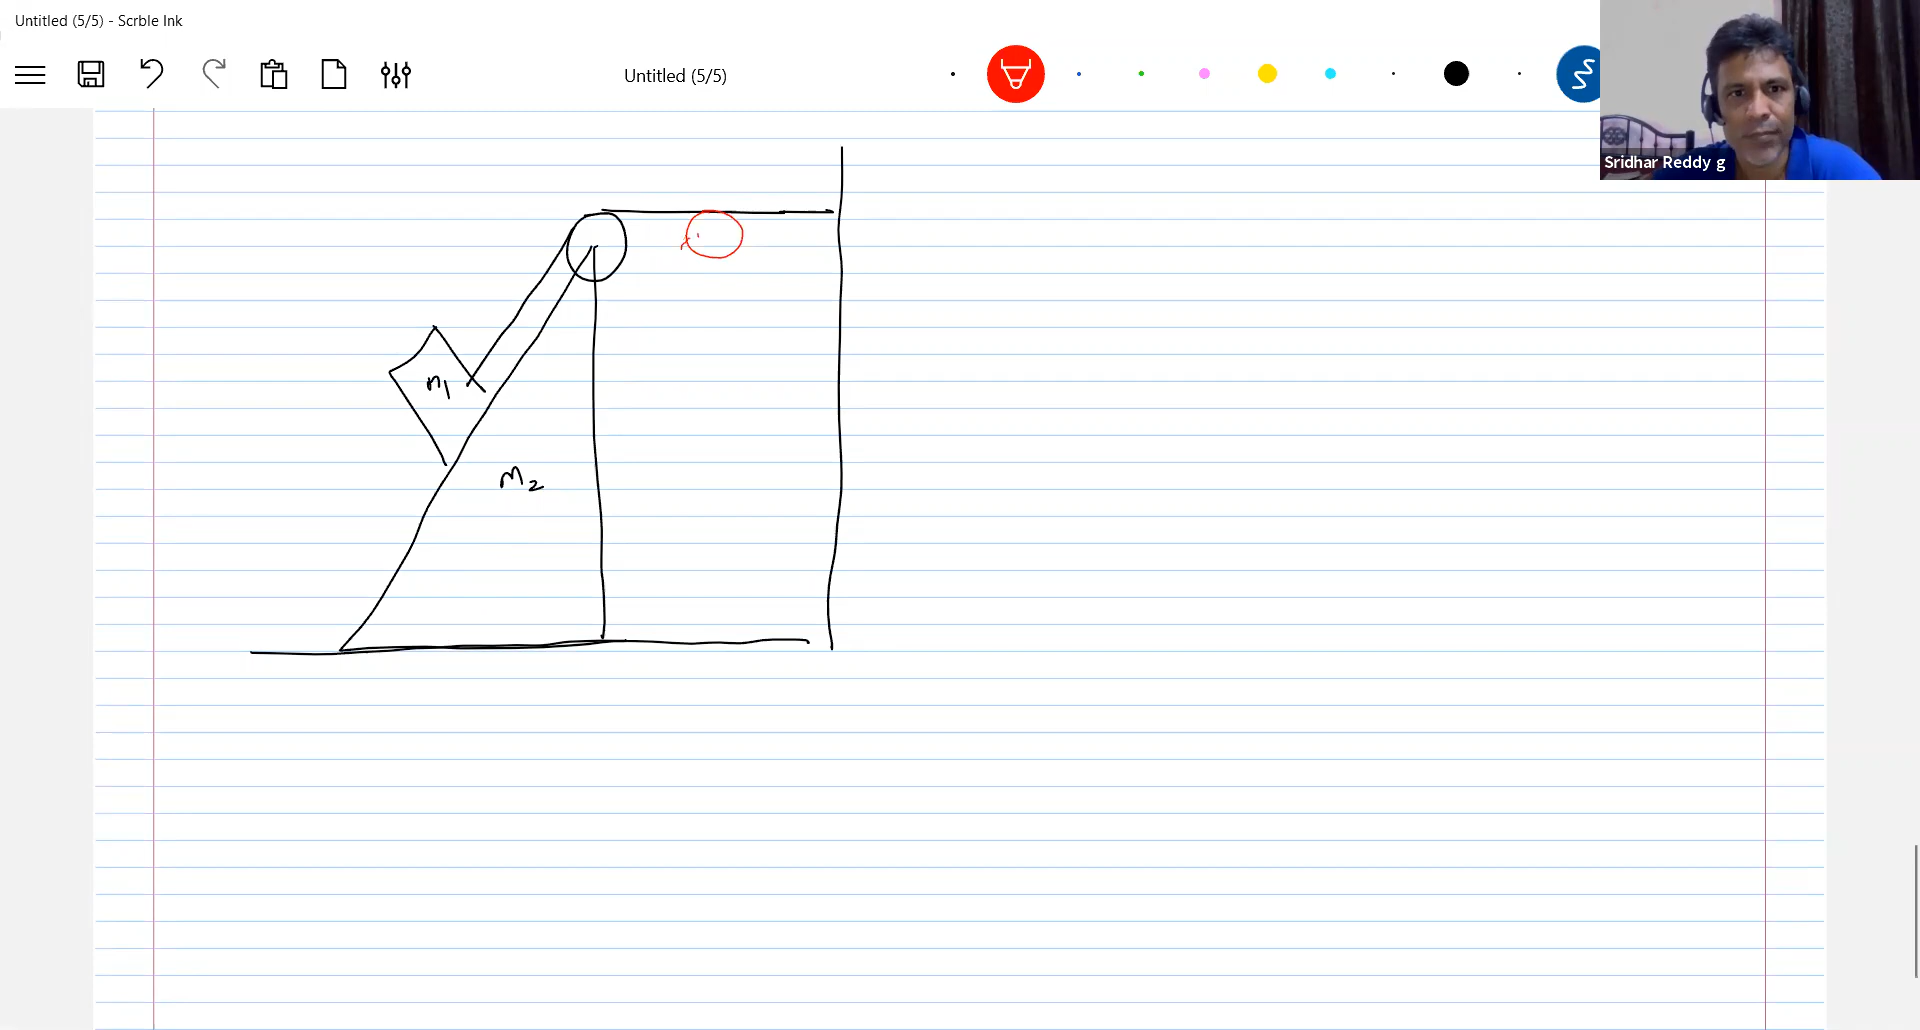 Untitled (5/5) - Scrble Ink
Untitled (5/5)
Sridhar Reddy g
m1
m2